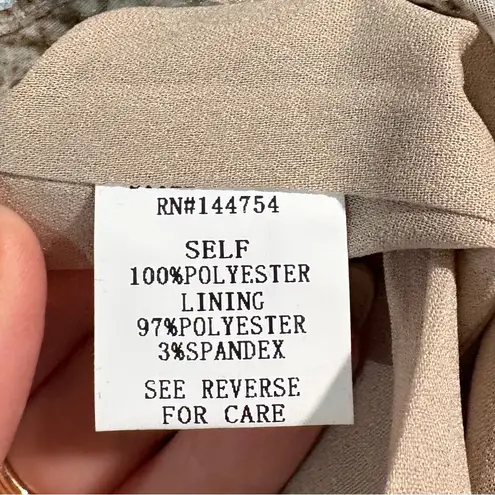 RN#144754
SELF
100%POLYESTER
LINING
97%POLYESTER
3%SPANDEX
SEE REVERSE
FOR CARE